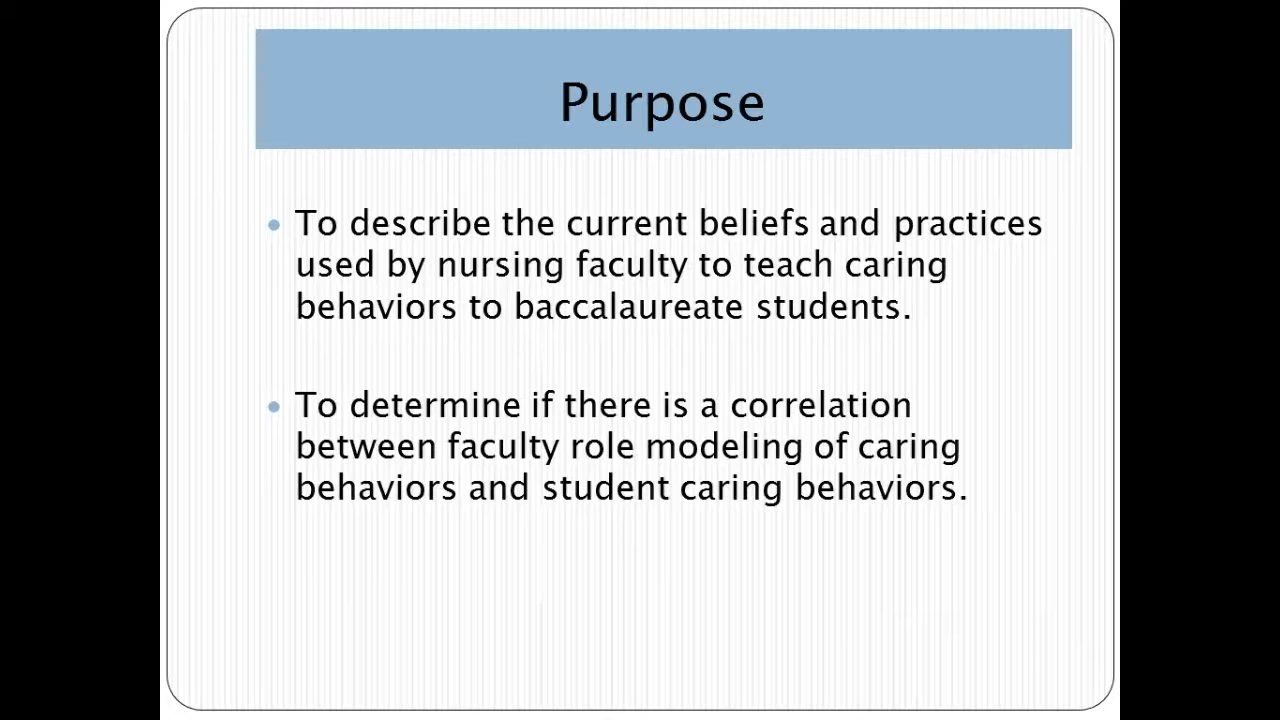 Purpose
To describe the current beliefs and practices
used by nursing faculty to teach caring
behaviors to baccalaureate students.
To determine if there is a correlation
between faculty role modeling of caring
behaviors and student caring behaviors.